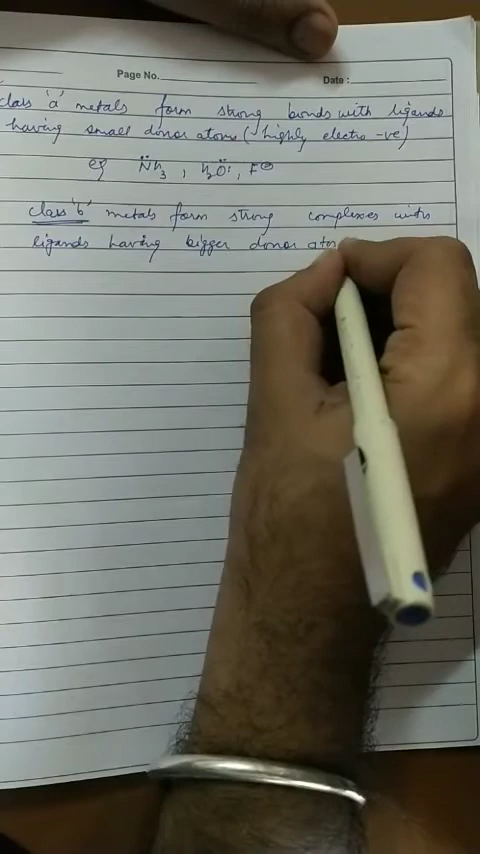 Page No. Date :
class 'a' metals form strong bonds with ligands
having small donor atoms (highly electro -ve)
eg N̈H3 , H2Ö: , F⊖
class 'b' metals form strong complexes with
ligands having bigger donor atos